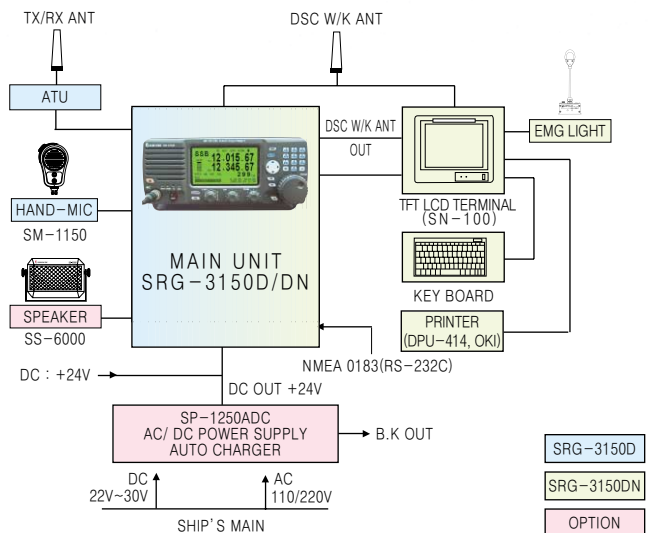 TX/RX ANT
DSC W/K ANT
ATU
DSC W/K ANT
OUT
EMG LIGHT
SSB
12.015.67
12.345.67
HAND-MIC
SM-1150
TFT LCD TERMINAL
(SN-100)
MAIN UNIT
SRG-3150D/DN
KEY BOARD
SPEAKER
SS-6000
PRINTER
(DPU-414, OKI)
NMEA 0183(RS-232C)
DC : +24V
DC OUT +24V
SP-1250ADC
AC/ DC POWER SUPPLY
AUTO CHARGER
B.K OUT
DC
22V~30V
AC
110/220V
SHIP'S MAIN
SRG-3150D
SRG-3150DN
OPTION